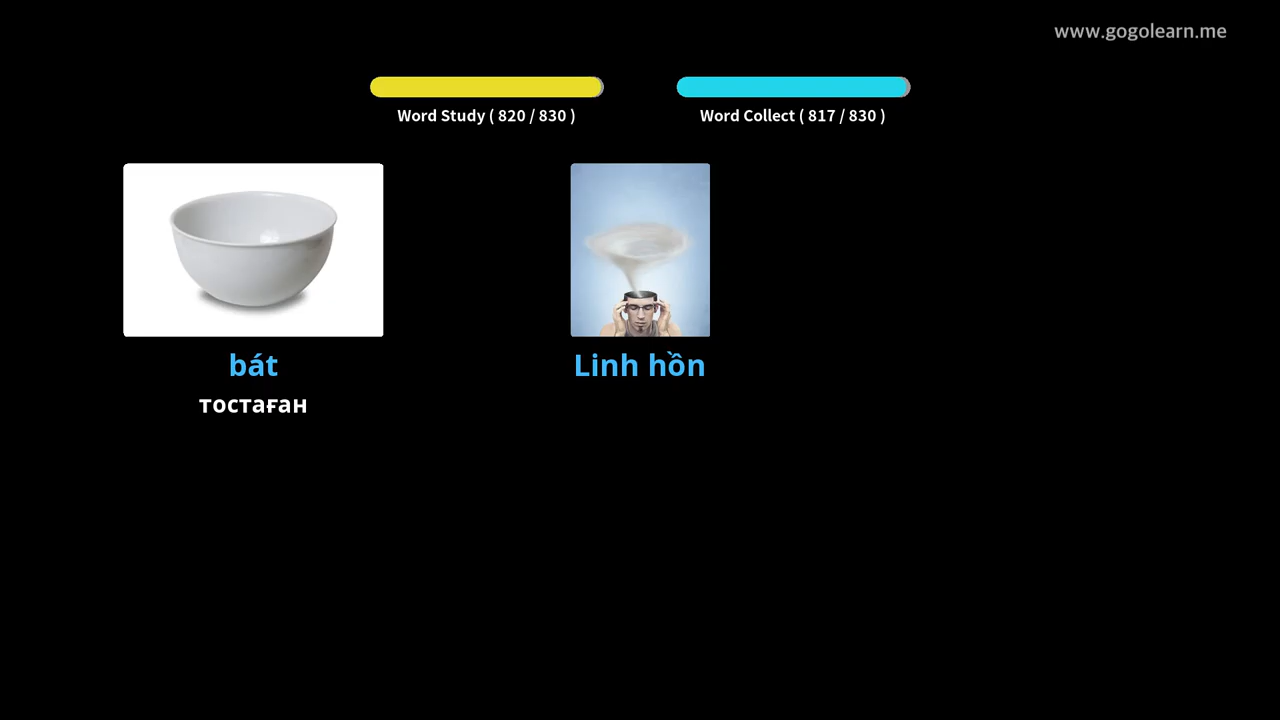 www.gogolearn.me
Word Study ( 820 / 830 )
Word Collect ( 817 / 830 )
bát
тостаған
Linh hồn